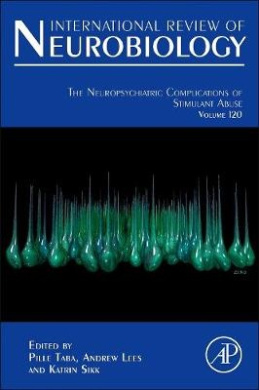 INTERNATIONAL REVIEW OF
NEUROBIOLOGY
THE NEUROPSYCHIATRIC COMPLICATIONS OF
STIMULANT ABUSE
VOLUME 120
EDITED BY
PILLE TABA, ANDREW LEES
AND KATRIN SIKK
AP